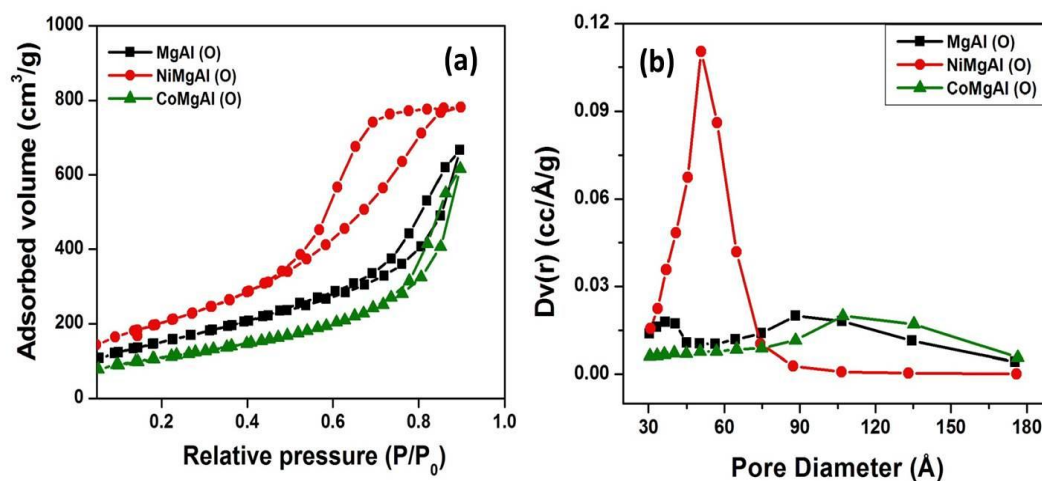 (a)
MgAl (O)
NiMgAl (O)
CoMgAl (O)
Adsorbed volume (cm³/g)
1000
800
600
400
200
0
0.2
0.4
0.6
0.8
1.0
Relative pressure (P/P₀)
(b)
MgAl (O)
NiMgAl (O)
CoMgAl (O)
Dv(r) (cc/Å/g)
0.12
0.09
0.06
0.03
0.00
30
60
90
120
150
180
Pore Diameter (Å)